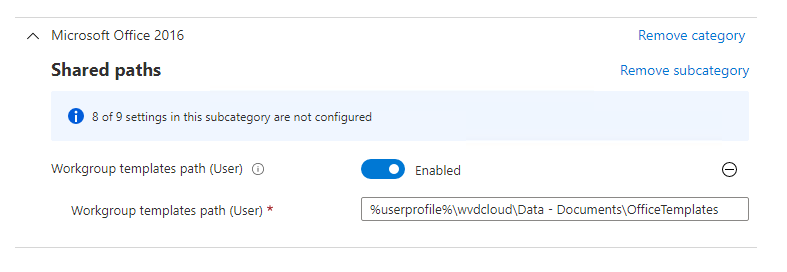 Microsoft Office 2016 Remove category
Shared paths Remove subcategory
8 of 9 settings in this subcategory are not configured
Workgroup templates path (User) Enabled
Workgroup templates path (User) * %userprofile%\wvdcloud\Data - Documents\OfficeTemplates